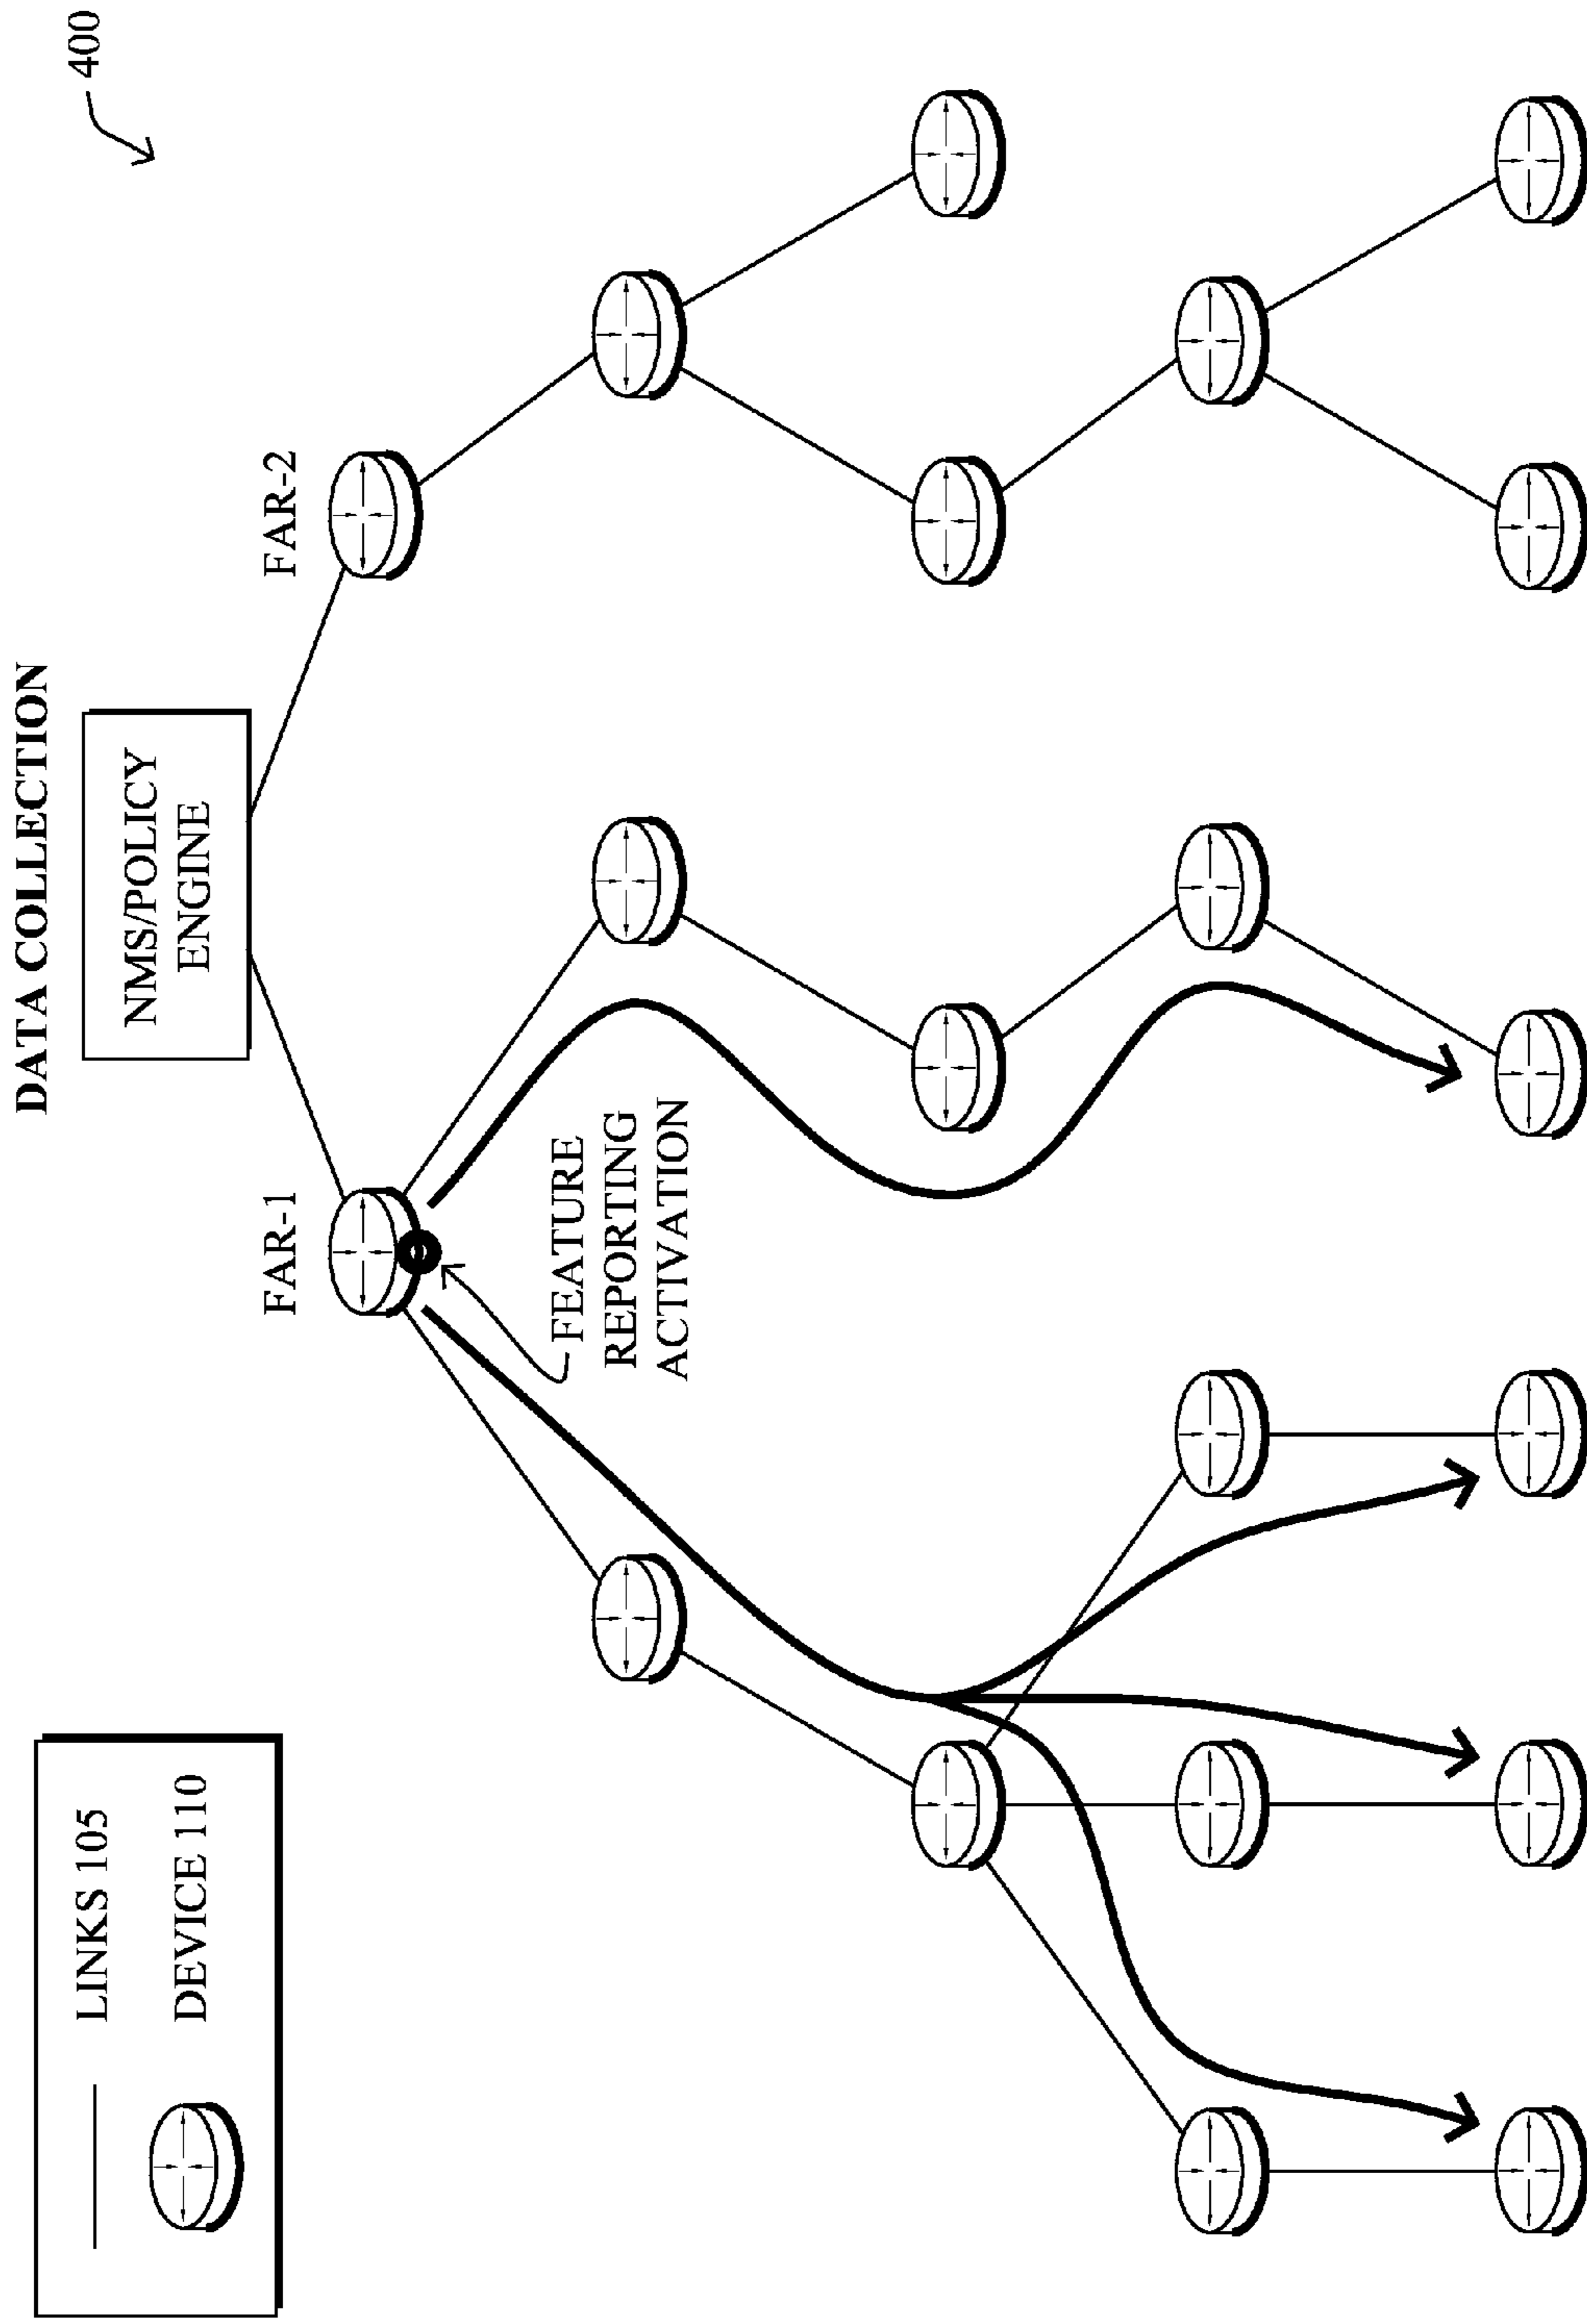 DATA COLLECTION
400
NMS/POLICY
ENGINE
LINKS 105
DEVICE 110
FAR-1
FAR-2
FEATURE
REPORTING
ACTIVATION